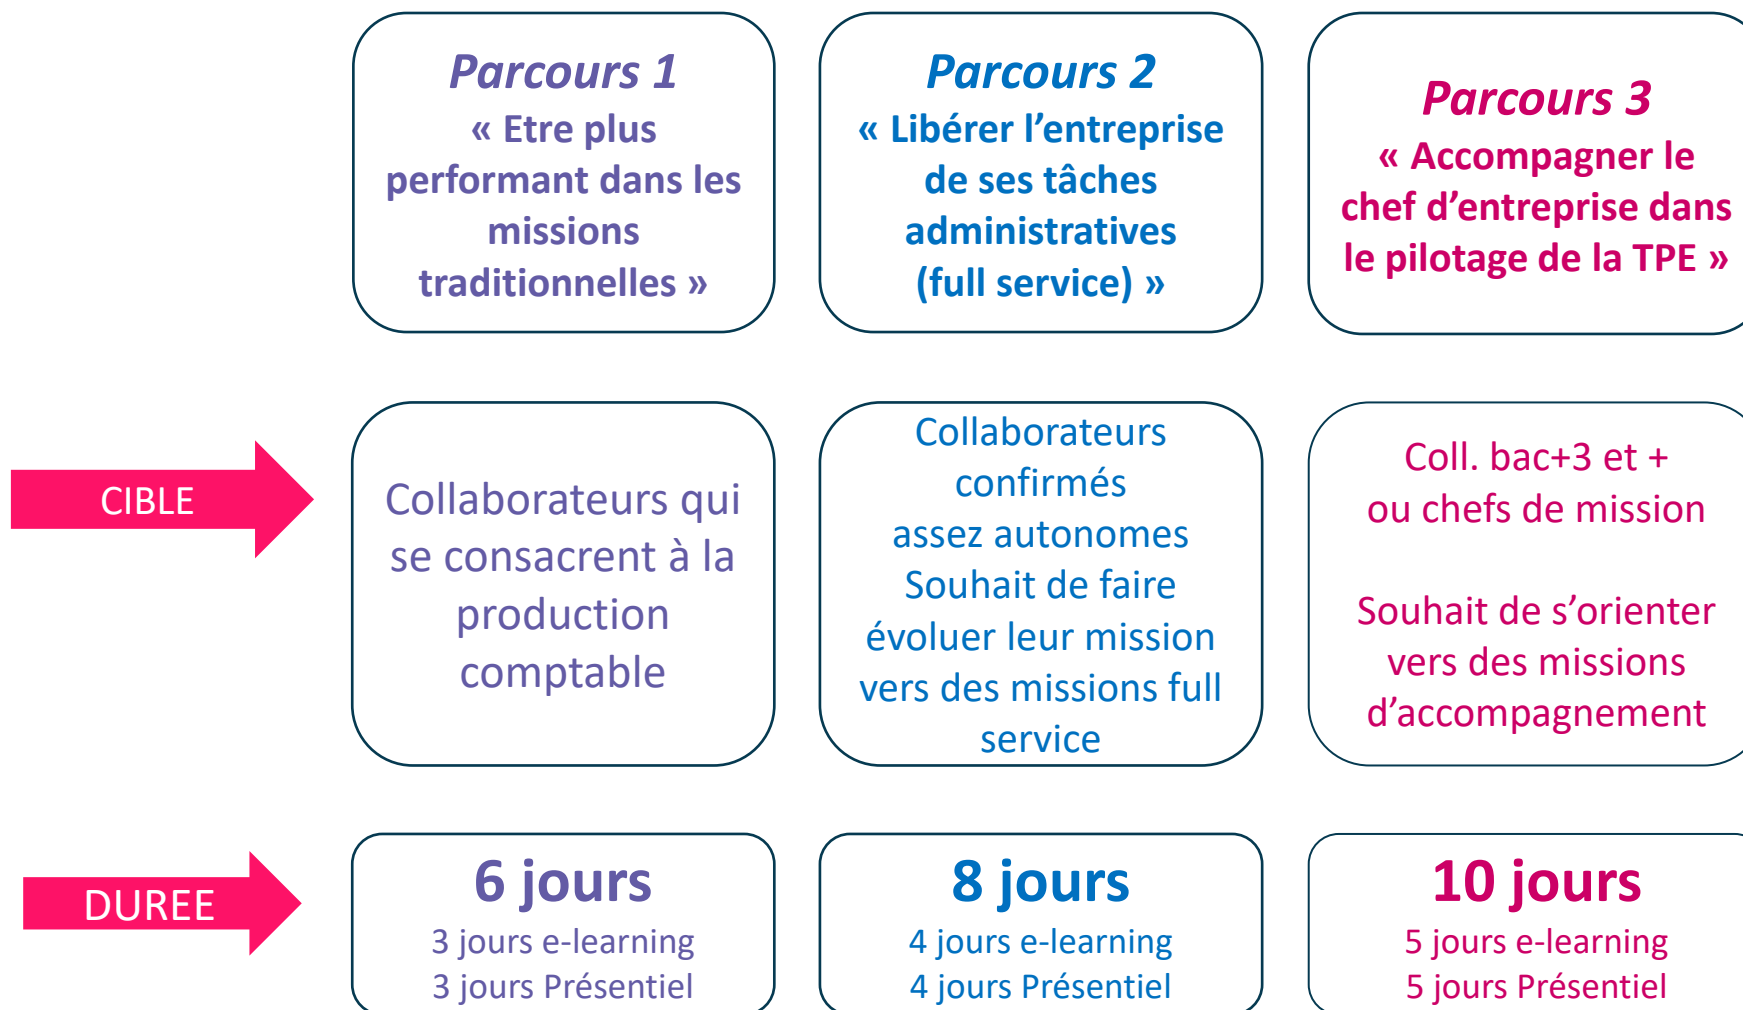 Parcours 1
« Etre plus
performant dans les
missions
traditionnelles »
Parcours 2
« Libérer l’entreprise
de ses tâches
administratives
(full service) »
Parcours 3
« Accompagner le
chef d’entreprise dans
le pilotage de la TPE »
CIBLE
Collaborateurs qui
se consacrent à la
production
comptable
Collaborateurs
confirmés
assez autonomes
Souhait de faire
évoluer leur mission
vers des missions full
service
Coll. bac+3 et +
ou chefs de mission
Souhait de s’orienter
vers des missions
d’accompagnement
DUREE
6 jours
3 jours e-learning
3 jours Présentiel
8 jours
4 jours e-learning
4 jours Présentiel
10 jours
5 jours e-learning
5 jours Présentiel